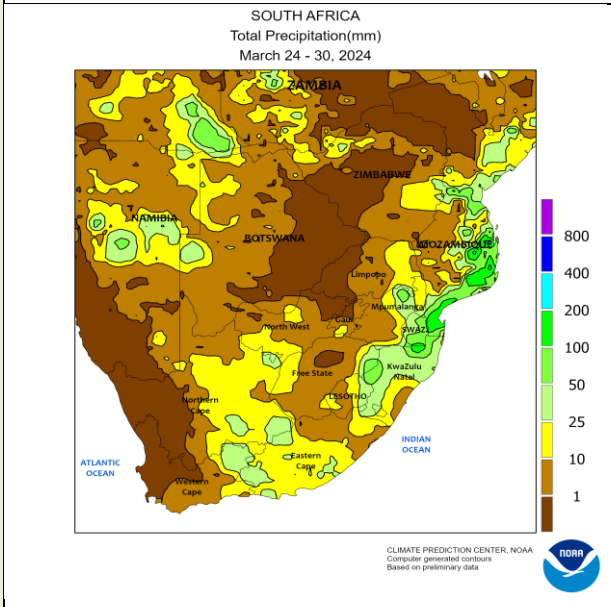 SOUTH AFRICA
Total Precipitation(mm)
March 24 - 30, 2024
ZAMBIA
ZIMBABWE
NAMIBIA
BOTSWANA
MOZAMBIQUE
Limpopo
Mpumalanga
Gaut
North West
SWAZ
KwaZulu
Natal
Free State
LESOTHO
Northern
Cape
Eastern
Cape
Western
Cape
ATLANTIC
OCEAN
INDIAN
OCEAN
800
400
200
100
50
25
10
1
CLIMATE PREDICTION CENTER, NOAA
Computer generated contours
Based on preliminary data
NOAA